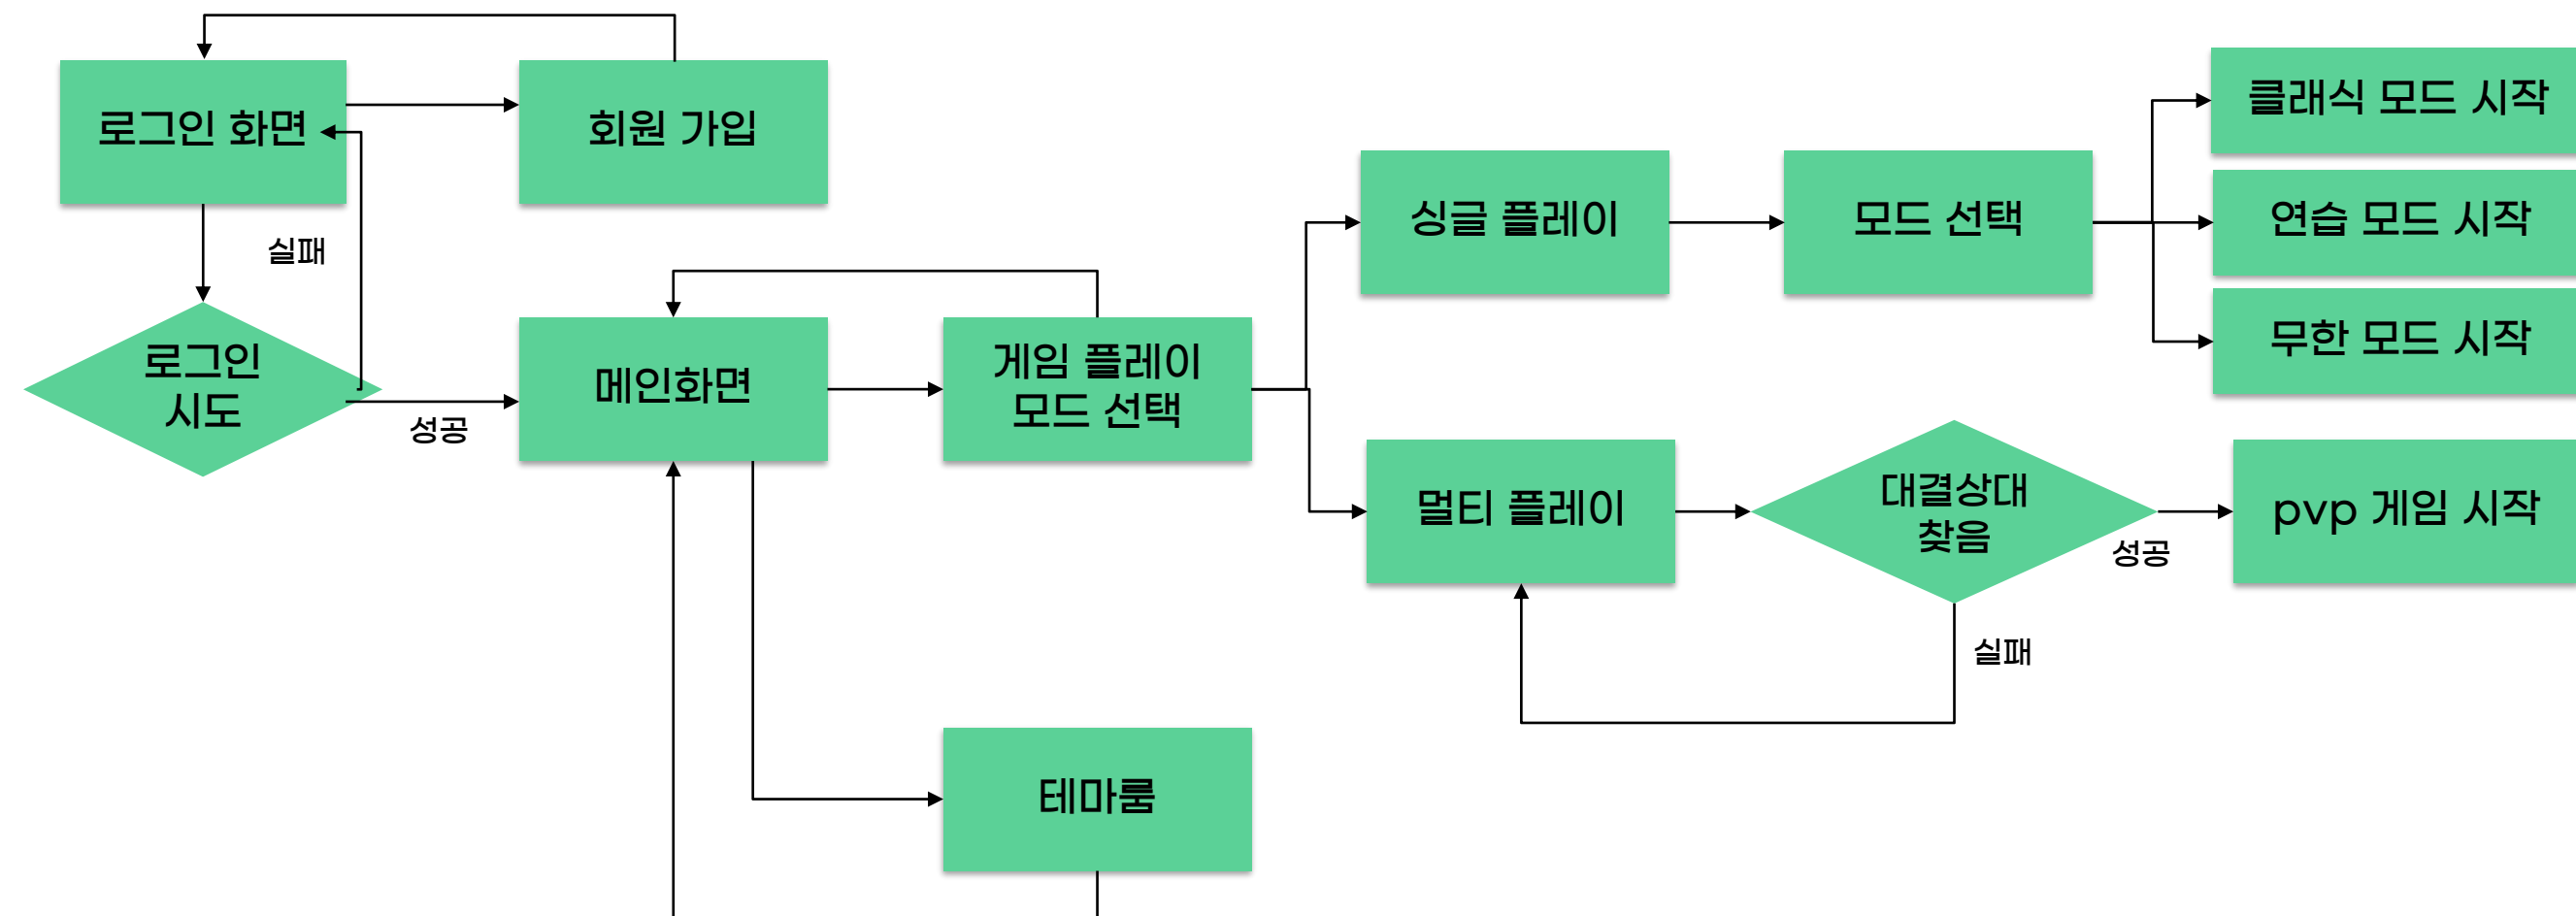 로그인 화면
회원 가입
클래식 모드 시작
싱글 플레이
모드 선택
연습 모드 시작
실패
무한 모드 시작
로그인
시도
성공
메인화면
게임 플레이
모드 선택
멀티 플레이
대결상대
찾음
성공
pvp 게임 시작
실패
테마룸